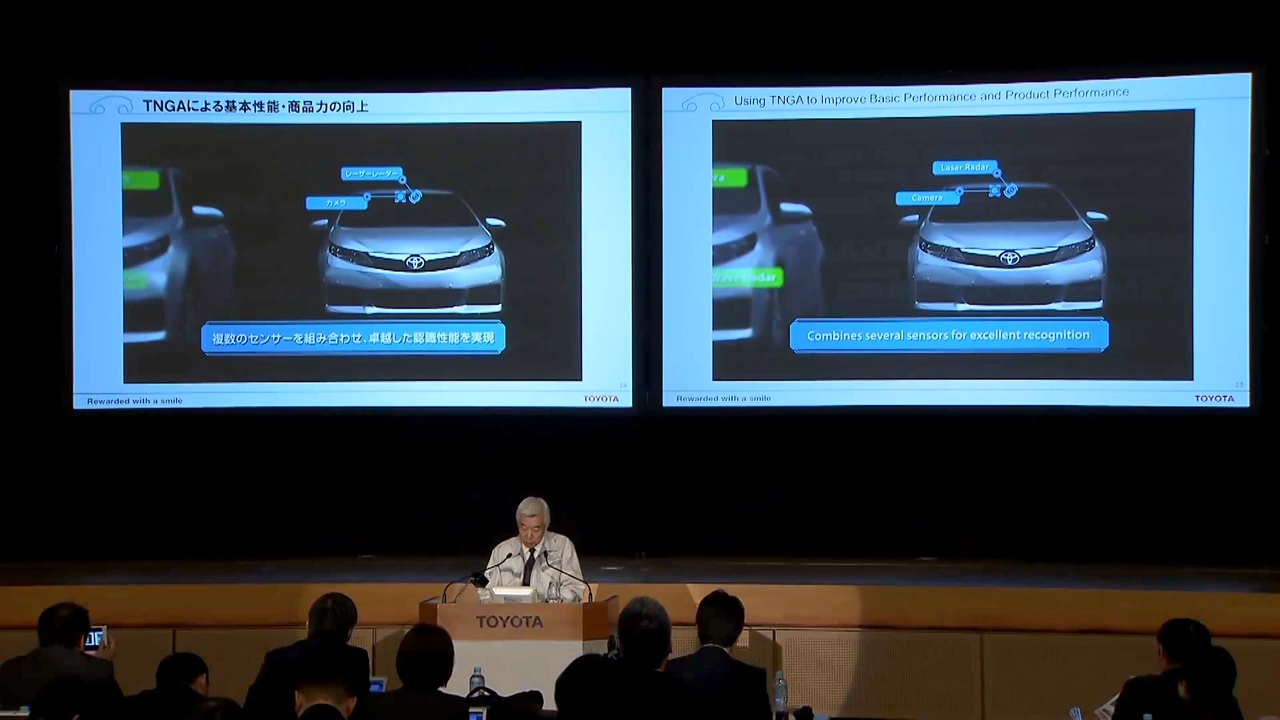 TNGAによる基本性能・商品力の向上
レーザーレーダー
カメラ
複数のセンサーを組み合わせ、卓越した認識性能を実現
Rewarded with a smile
TOYOTA
Using TNGA to Improve Basic Performance and Product Performance
Laser Radar
Camera
Combines several sensors for excellent recognition
Rewarded with a smile
28
TOYOTA
TOYOTA